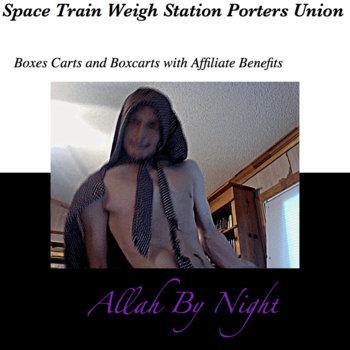 Space Train Weigh Station Porters Union
Boxes Carts and Boxcarts with Affiliate Benefits
Allah By Night